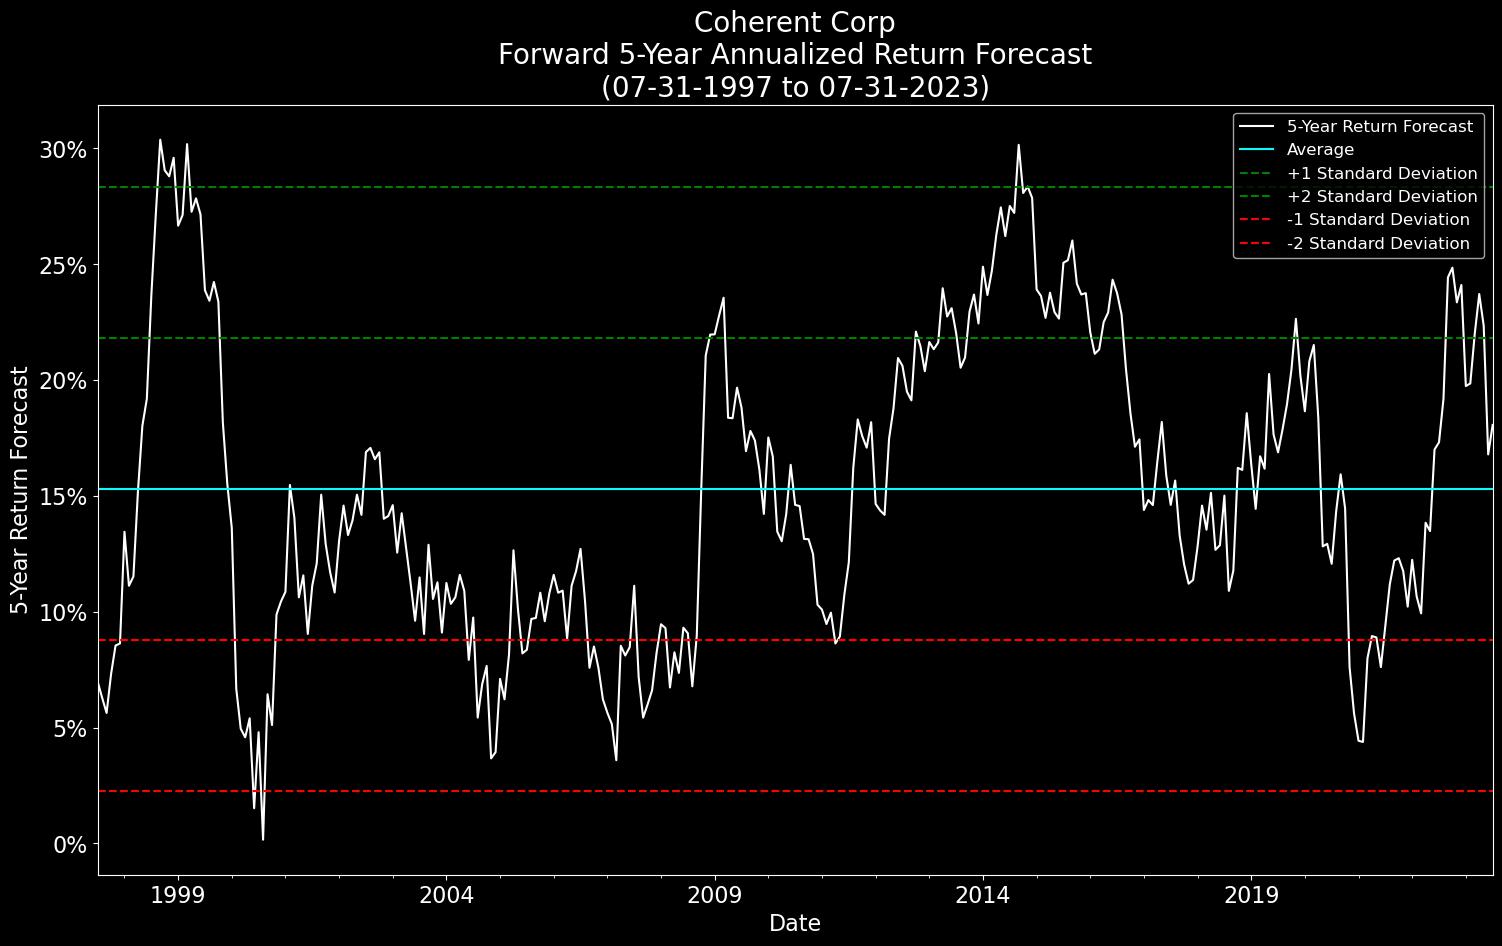 Coherent Corp
Forward 5-Year Annualized Return Forecast
(07-31-1997 to 07-31-2023)
5-Year Return Forecast
Average
+1 Standard Deviation
+2 Standard Deviation
-1 Standard Deviation
-2 Standard Deviation
30%
25%
20%
15%
10%
5%
0%
5-Year Return Forecast
1999
2004
2009
2014
2019
Date